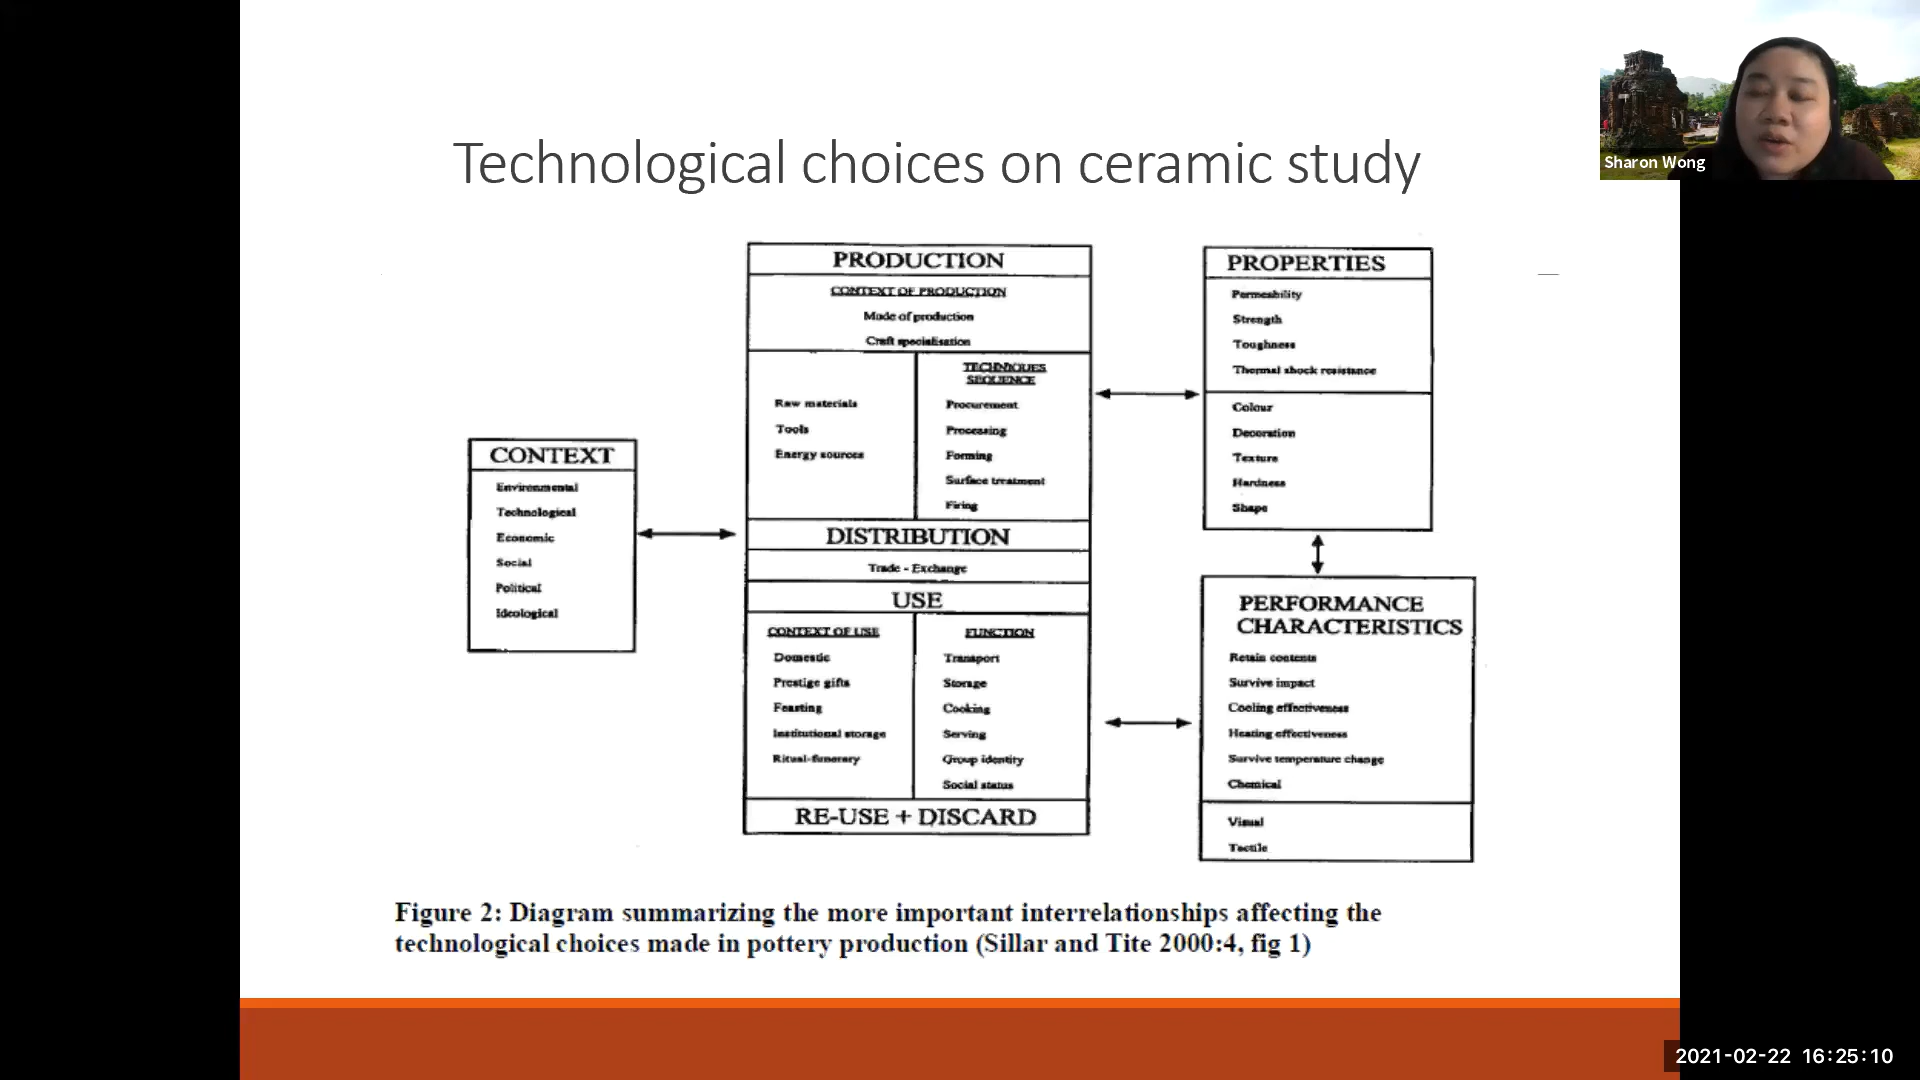 Technological choices on ceramic study
Sharon Wong
CONTEXT
Environmental
Technological
Economic
Social
Political
Ideological
PRODUCTION
CONTEXT OF PRODUCTION
Mode of production
Craft specialisation
Raw materials
Tools
Energy sources
TECHNIQUES
SEQUENCE
Procurement
Processing
Forming
Surface treatment
Firing
DISTRIBUTION
Trade - Exchange
USE
CONTEXT OF USE
Domestic
Prestige gifts
Feasting
Institutional storage
Ritual-funerary
FUNCTION
Transport
Storage
Cooking
Serving
Group identity
Social status
RE-USE + DISCARD
PROPERTIES
Permeability
Strength
Toughness
Thermal shock resistance
Colour
Decoration
Texture
Hardness
Shape
PERFORMANCE
CHARACTERISTICS
Retain contents
Survive impact
Cooling effectiveness
Heating effectiveness
Survive temperature change
Chemical
Visual
Tactile
Figure 2: Diagram summarizing the more important interrelationships affecting the
technological choices made in pottery production (Sillar and Tite 2000:4, fig 1)
2021-02-22 16:25:10